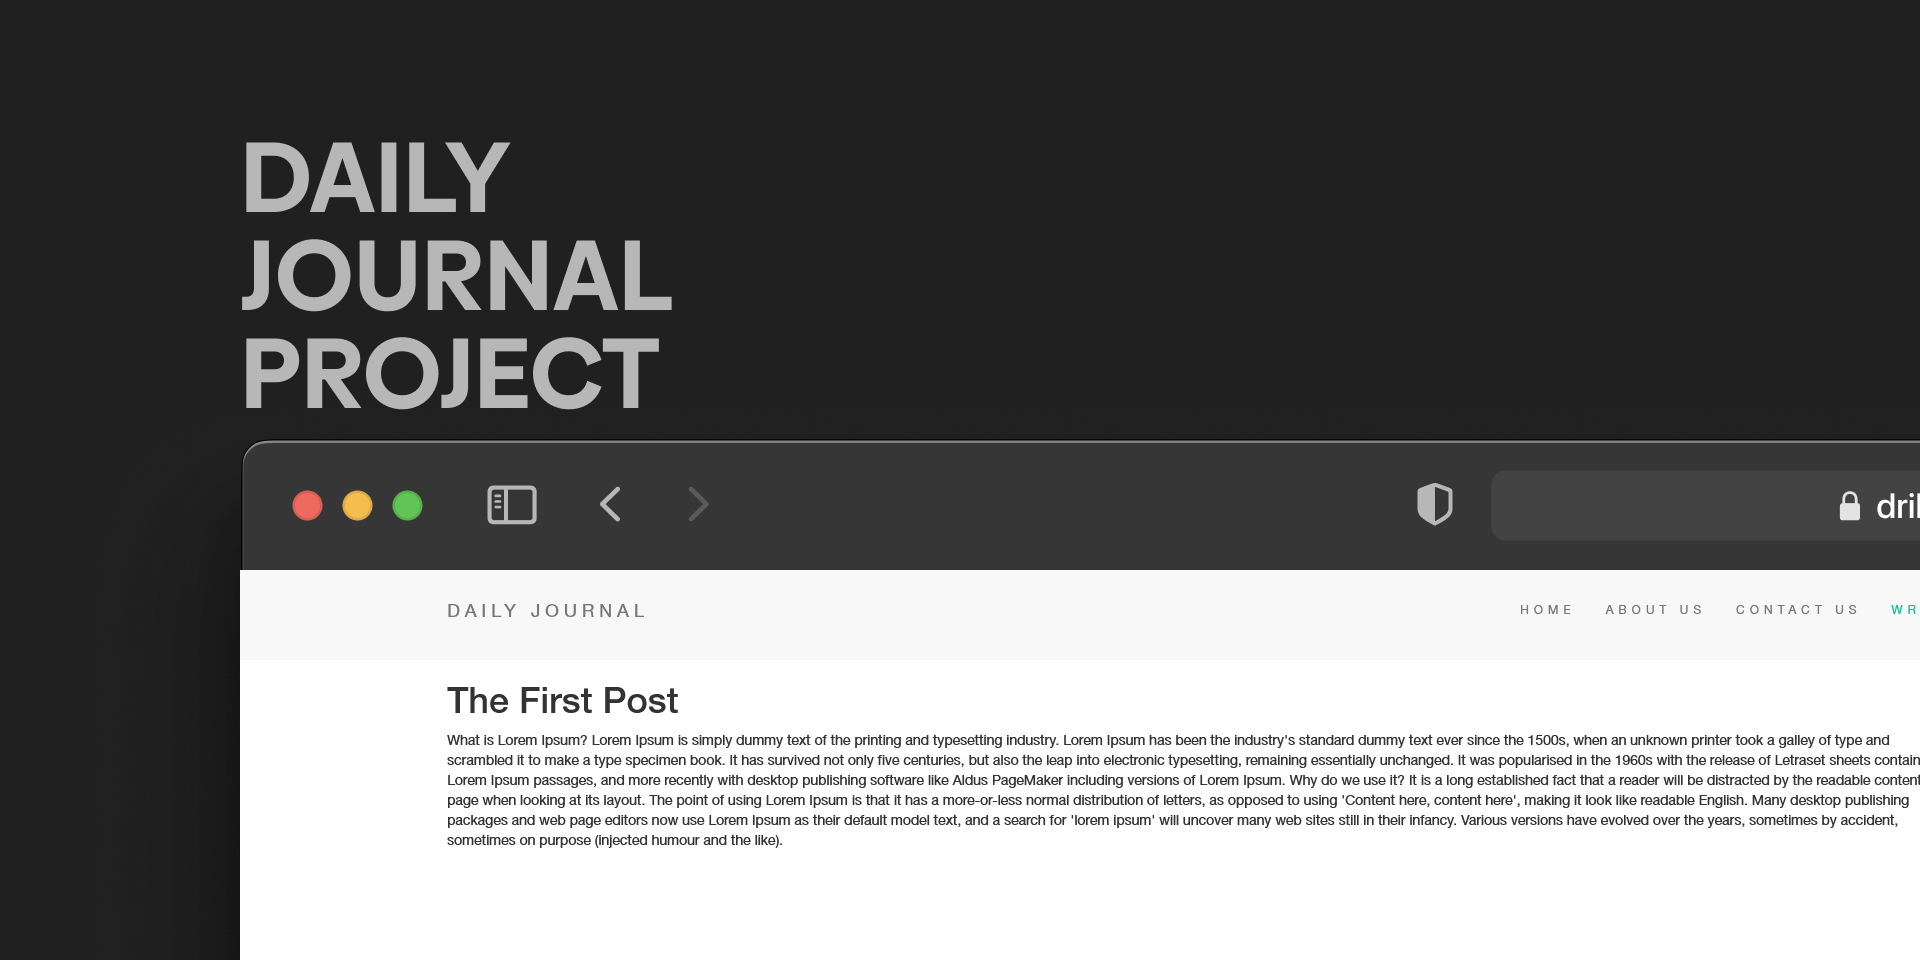 DAILY
JOURNAL
PROJECT
DAILY JOURNAL
HOME ABOUT US CONTACT US
The First Post
What is Lorem Ipsum? Lorem Ipsum is simply dummy text of the printing and typesetting industry. Lorem Ipsum has been the industry's standard dummy text ever since the 1500s, when an unknown printer took a galley of type and
scrambled it to make a type specimen book. It has survived not only five centuries, but also the leap into electronic typesetting, remaining essentially unchanged. It was popularised in the 1960s with the release of Letraset sheets
Lorem Ipsum passages, and more recently with desktop publishing software like Aldus PageMaker including versions of Lorem Ipsum. Why do we use it? It is a long established fact that a reader will be distracted by the readable content
page when looking at its layout. The point of using Lorem Ipsum is that it has a more-or-less normal distribution of letters, as opposed to using 'Content here, content here', making it look like readable English. Many desktop publishing
packages and web page editors now use Lorem Ipsum as their default model text, and a search for 'lorem ipsum' will uncover many web sites still in their infancy. Various versions have evolved over the years, sometimes by accident,
sometimes on purpose (injected humour and the like).